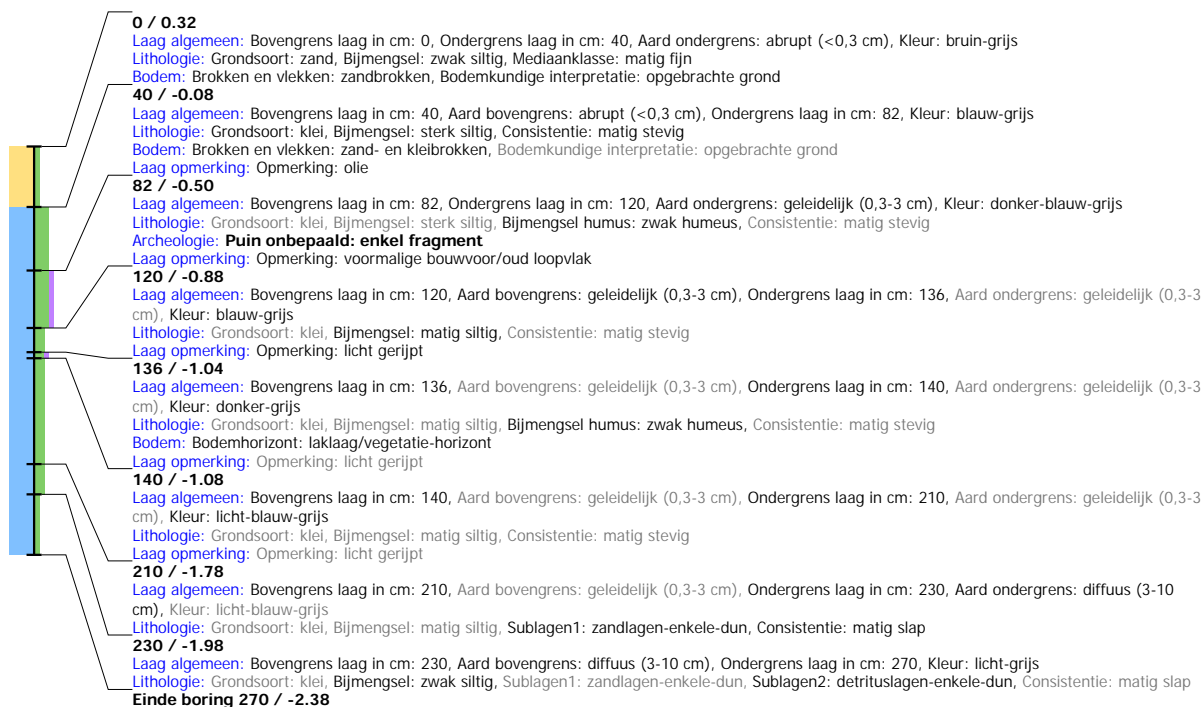 0 / 0.32
Laag algemeen: Bovengrens laag in cm: 0, Ondergrens laag in cm: 40, Aard ondergrens: abrupt (<0,3 cm), Kleur: bruin-grijs
Lithologie: Grondsoort: zand, Bijmengsel: zwak siltig, Mediaanklasse: matig fijn
Bodem: Brokken en vlekken: zandbrokken, Bodemkundige interpretatie: opgebrachte grond
40 / -0.08
Laag algemeen: Bovengrens laag in cm: 40, Aard bovengrens: abrupt (<0,3 cm), Ondergrens laag in cm: 82, Kleur: blauw-grijs
Lithologie: Grondsoort: klei, Bijmengsel: sterk siltig, Consistentie: matig stevig
Bodem: Brokken en vlekken: zand- en kleibrokken, Bodemkundige interpretatie: opgebrachte grond
Laag opmerking: Opmerking: olie
82 / -0.50
Laag algemeen: Bovengrens laag in cm: 82, Ondergrens laag in cm: 120, Aard ondergrens: geleidelijk (0,3-3 cm), Kleur: donker-blauw-grijs
Lithologie: Grondsoort: klei, Bijmengsel: sterk siltig, Bijmengsel humus: zwak humeus, Consistentie: matig stevig
Archeologie: Puin onbepaald: enkel fragment
Laag opmerking: Opmerking: voormalige bouwvoor/oud loopvlak
120 / -0.88
Laag algemeen: Bovengrens laag in cm: 120, Aard bovengrens: geleidelijk (0,3-3 cm), Ondergrens laag in cm: 136, Aard ondergrens: geleidelijk (0,3-3
cm), Kleur: blauw-grijs
Lithologie: Grondsoort: klei, Bijmengsel: matig siltig, Consistentie: matig stevig
Laag opmerking: Opmerking: licht gerijpt
136 / -1.04
Laag algemeen: Bovengrens laag in cm: 136, Aard bovengrens: geleidelijk (0,3-3 cm), Ondergrens laag in cm: 140, Aard ondergrens: geleidelijk (0,3-3
cm), Kleur: donker-grijs
Lithologie: Grondsoort: klei, Bijmengsel: matig siltig, Bijmengsel humus: zwak humeus, Consistentie: matig stevig
Bodem: Bodemhorizont: laklaag/vegetatie-horizont
Laag opmerking: Opmerking: licht gerijpt
140 / -1.08
Laag algemeen: Bovengrens laag in cm: 140, Aard bovengrens: geleidelijk (0,3-3 cm), Ondergrens laag in cm: 210, Aard ondergrens: geleidelijk (0,3-3
cm), Kleur: licht-blauw-grijs
Lithologie: Grondsoort: klei, Bijmengsel: matig siltig, Consistentie: matig stevig
Laag opmerking: Opmerking: licht gerijpt
210 / -1.78
Laag algemeen: Bovengrens laag in cm: 210, Aard bovengrens: geleidelijk (0,3-3 cm), Ondergrens laag in cm: 230, Aard ondergrens: diffuus (3-10
cm), Kleur: licht-blauw-grijs
Lithologie: Grondsoort: klei, Bijmengsel: matig siltig, Sublagen1: zandlagen-enkele-dun, Consistentie: matig slap
230 / -1.98
Laag algemeen: Bovengrens laag in cm: 230, Aard bovengrens: diffuus (3-10 cm), Ondergrens laag in cm: 270, Kleur: licht-grijs
Lithologie: Grondsoort: klei, Bijmengsel: zwak siltig, Sublagen1: zandlagen-enkele-dun, Sublagen2: detrituslagen-enkele-dun, Consistentie: matig slap
Einde boring 270 / -2.38